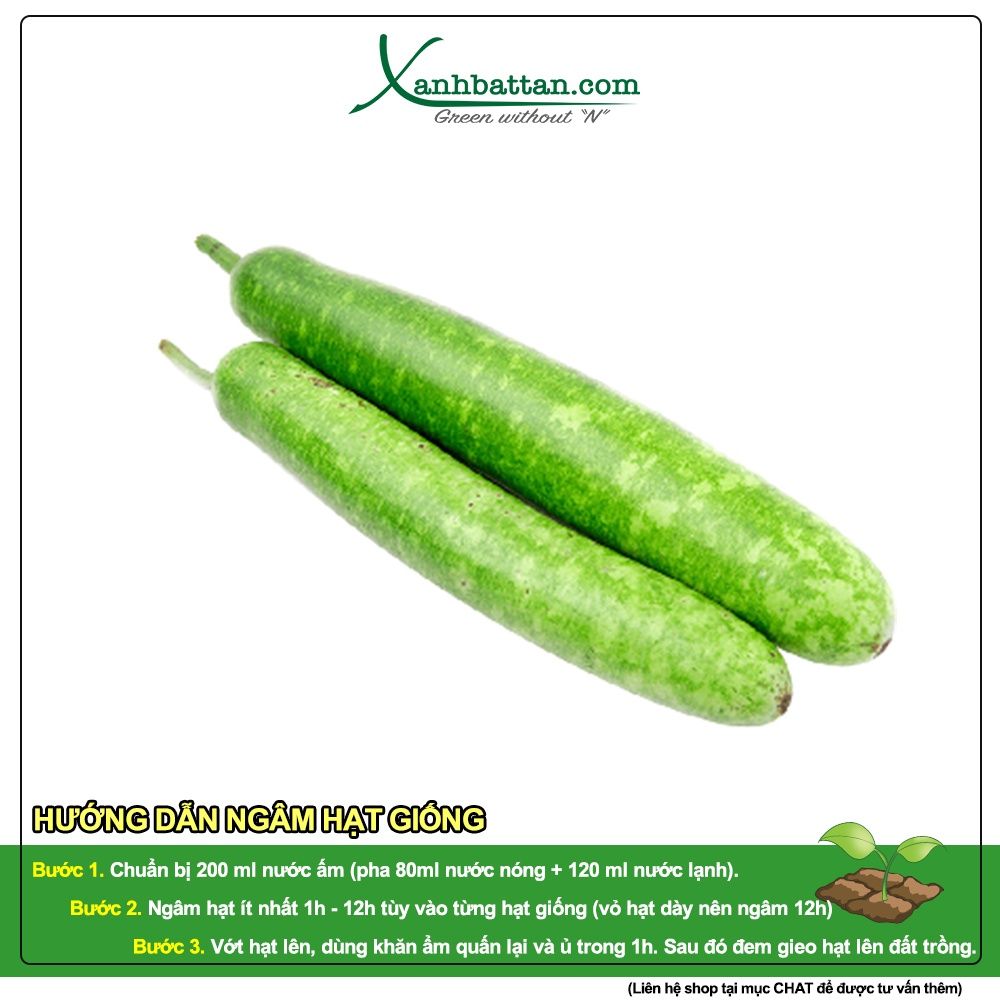 Xanhbattan.com
Green without "N"
HƯỚNG DẪN NGÂM HẠT GIỐNG
Bước 1. Chuẩn bị 200 ml nước ấm (pha 80ml nước nóng + 120 ml nước lạnh).
Bước 2. Ngâm hạt ít nhất 1h - 12h tùy vào từng hạt giống (vỏ hạt dày nên ngâm 12h)
Bước 3. Vớt hạt lên, dùng khăn ẩm quấn lại và ủ trong 1h. Sau đó đem gieo hạt lên đất trồng.
(Liên hệ shop tại mục CHAT để được tư vấn thêm)